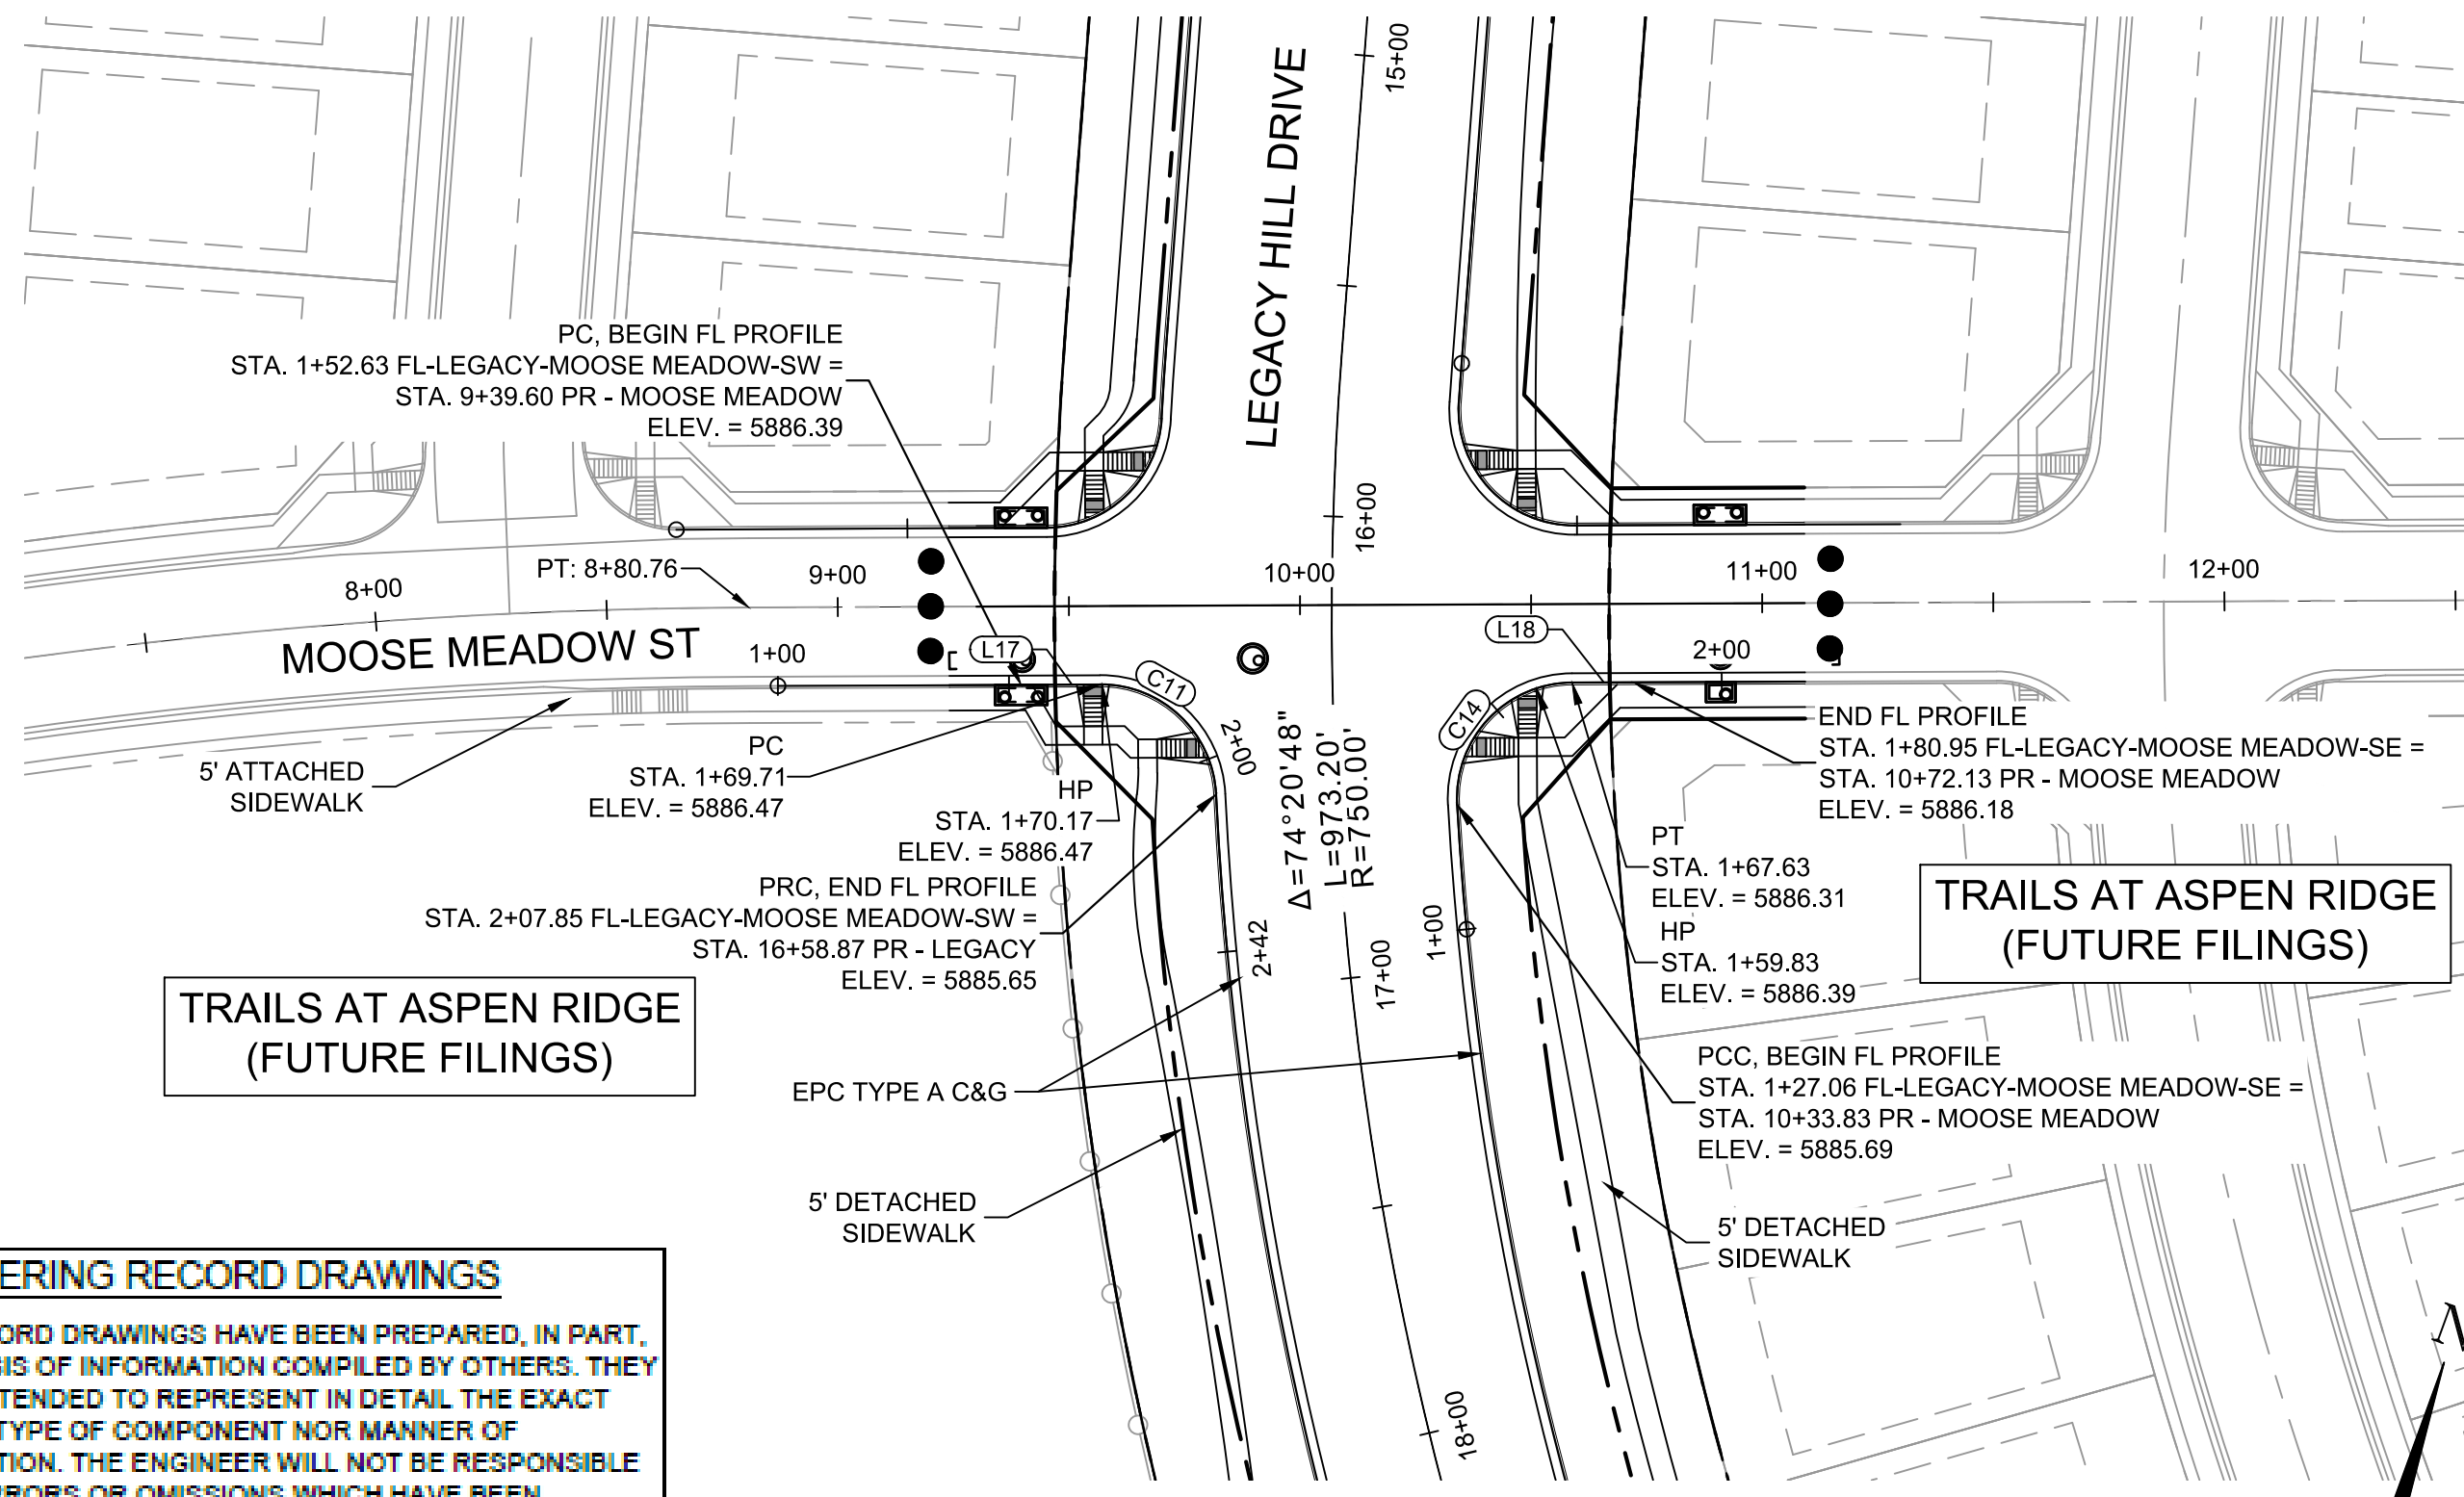 15+00
LEGACY HILL DRIVE
PC, BEGIN FL PROFILE
STA. 1+52.63 FL-LEGACY-MOOSE MEADOW-SW =
STA. 9+39.60 PR - MOOSE MEADOW
ELEV. = 5886.39
16+00
PT: 8+80.76
8+00
9+00
10+00
11+00
12+00
MOOSE MEADOW ST
1+00
L17
L18
2+00
C11
C14
2+00
5' ATTACHED
SIDEWALK
PC
STA. 1+69.71
ELEV. = 5886.47
HP
STA. 1+70.17
ELEV. = 5886.47
Δ=74°20'48"
L=973.20'
R=750.00'
END FL PROFILE
STA. 1+80.95 FL-LEGACY-MOOSE MEADOW-SE =
STA. 10+72.13 PR - MOOSE MEADOW
ELEV. = 5886.18
PT
STA. 1+67.63
ELEV. = 5886.31
HP
STA. 1+59.83
ELEV. = 5886.39
PRC, END FL PROFILE
STA. 2+07.85 FL-LEGACY-MOOSE MEADOW-SW =
STA. 16+58.87 PR - LEGACY
ELEV. = 5885.65
2+42
17+00
1+00
TRAILS AT ASPEN RIDGE
(FUTURE FILINGS)
TRAILS AT ASPEN RIDGE
(FUTURE FILINGS)
EPC TYPE A C&G
PCC, BEGIN FL PROFILE
STA. 1+27.06 FL-LEGACY-MOOSE MEADOW-SE =
STA. 10+33.83 PR - MOOSE MEADOW
ELEV. = 5885.69
5' DETACHED
SIDEWALK
5' DETACHED
SIDEWALK
18+00
N
ERING RECORD DRAWINGS
ORD DRAWINGS HAVE BEEN PREPARED, IN PART,
SIS OF INFORMATION COMPILED BY OTHERS. THEY
TENDED TO REPRESENT IN DETAIL THE EXACT
TYPE OF COMPONENT NOR MANNER OF
TION. THE ENGINEER WILL NOT BE RESPONSIBLE
RRORS OR OMISSIONS WHICH HAVE BEEN